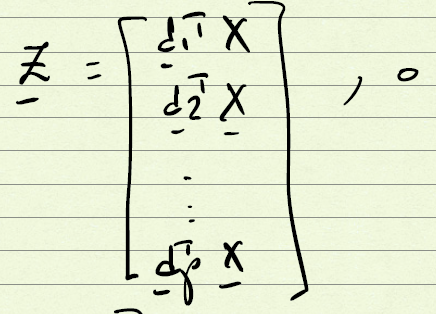 Z = [ d₁ᵀ X
d₂ᵀ X
⋮
dₚᵀ X ] , 0